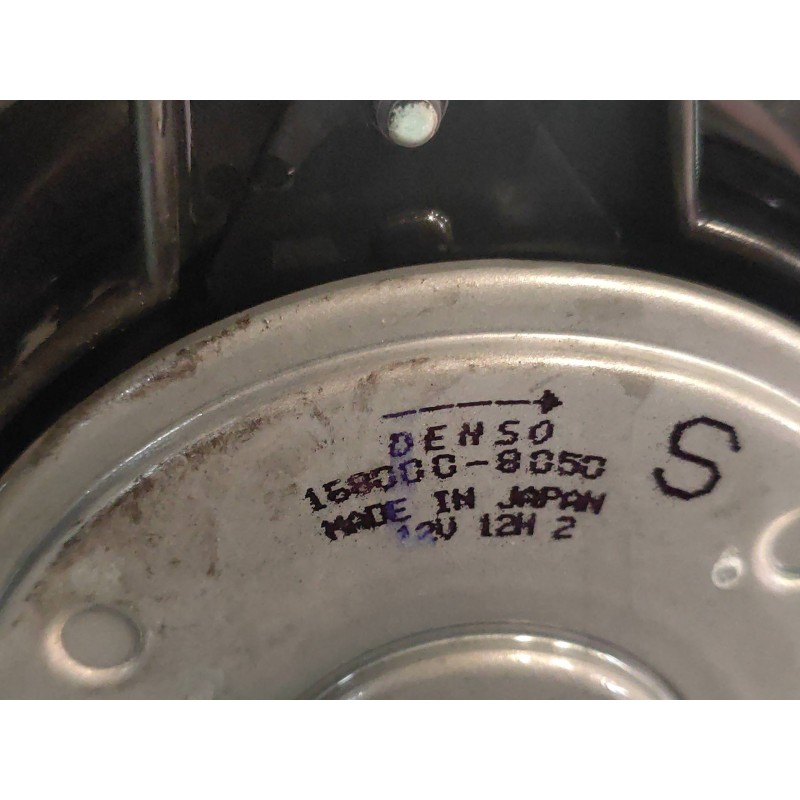 DENSO
168000-8050
MADE IN JAPAN
12V 12H 2
S